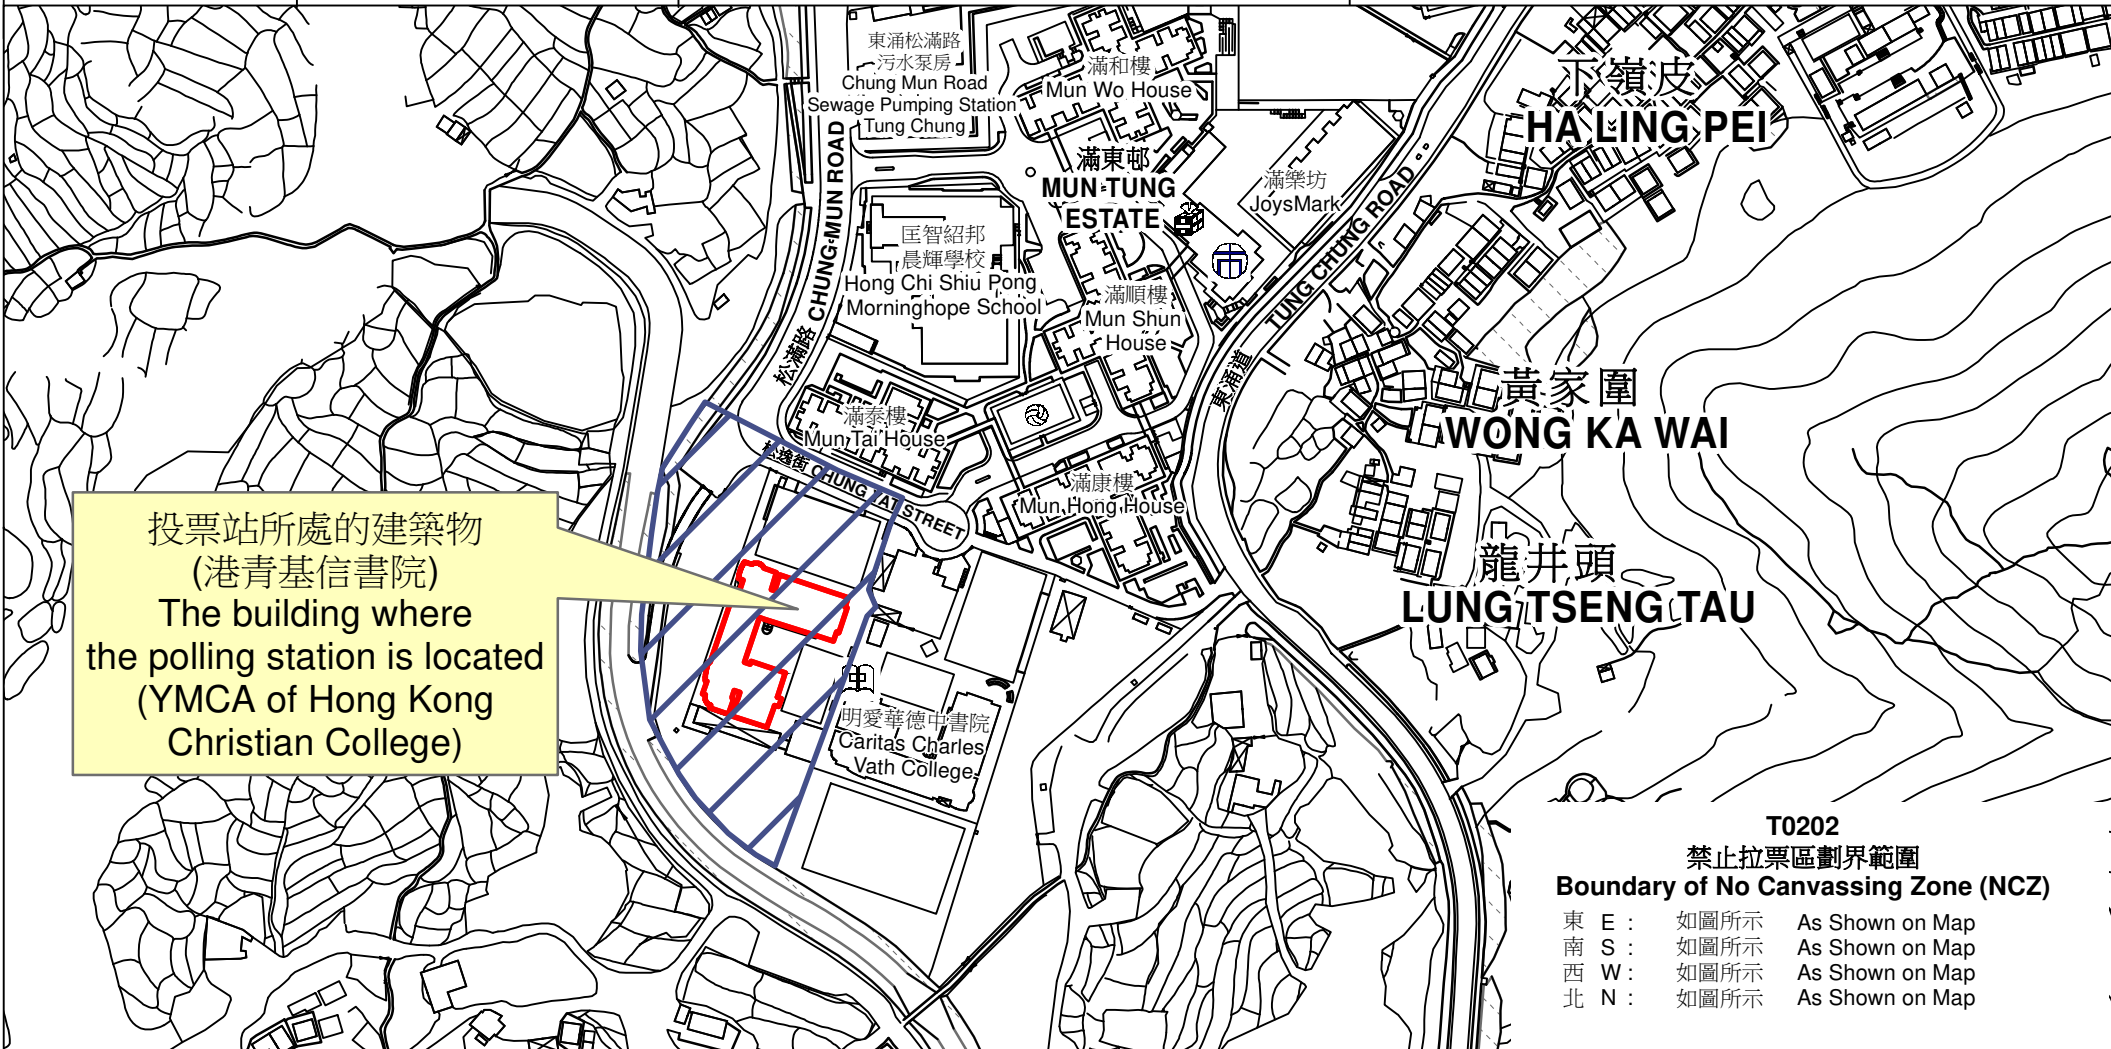 東涌松滿路
污水泵房
Chung Mun Road
Sewage Pumping Station
Tung Chung
滿和樓
Mun Wo House
下嶺皮
HA LING PEI
滿東邨
MUN TUNG
ESTATE
滿樂坊
JoysMark
松滿路 CHUNG MUN ROAD
匡智紹邦
晨輝學校
Hong Chi Shiu Pong
Morninghope School
滿順樓
Mun Shun
House
東涌道 TUNG CHUNG ROAD
黃家圍
WONG KA WAI
滿泰樓
Mun Tai House
松逸街 CHUNG YAT STREET
滿康樓
Mun Hong House
龍井頭
LUNG TSENG TAU
投票站所處的建築物
(港青基信書院)
The building where
the polling station is located
(YMCA of Hong Kong
Christian College)
中
明愛華德中書院
Caritas Charles
Vath College
T0202
禁止拉票區劃界範圍
Boundary of No Canvassing Zone (NCZ)
東 E : 如圖所示 As Shown on Map
南 S : 如圖所示 As Shown on Map
西 W : 如圖所示 As Shown on Map
北 N : 如圖所示 As Shown on Map